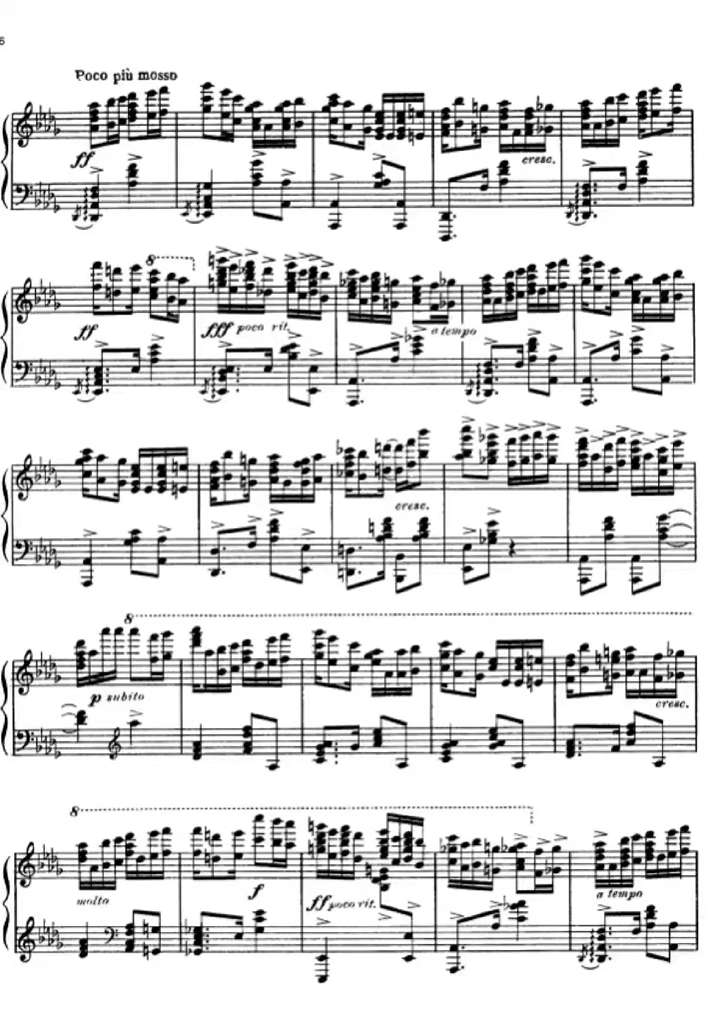 6
Poco più mosso
ff
cresc.
8
ff
fff poco rit.
a tempo
cresc.
8
p subito
cresc.
8
molto
f
ff poco rit.
a tempo